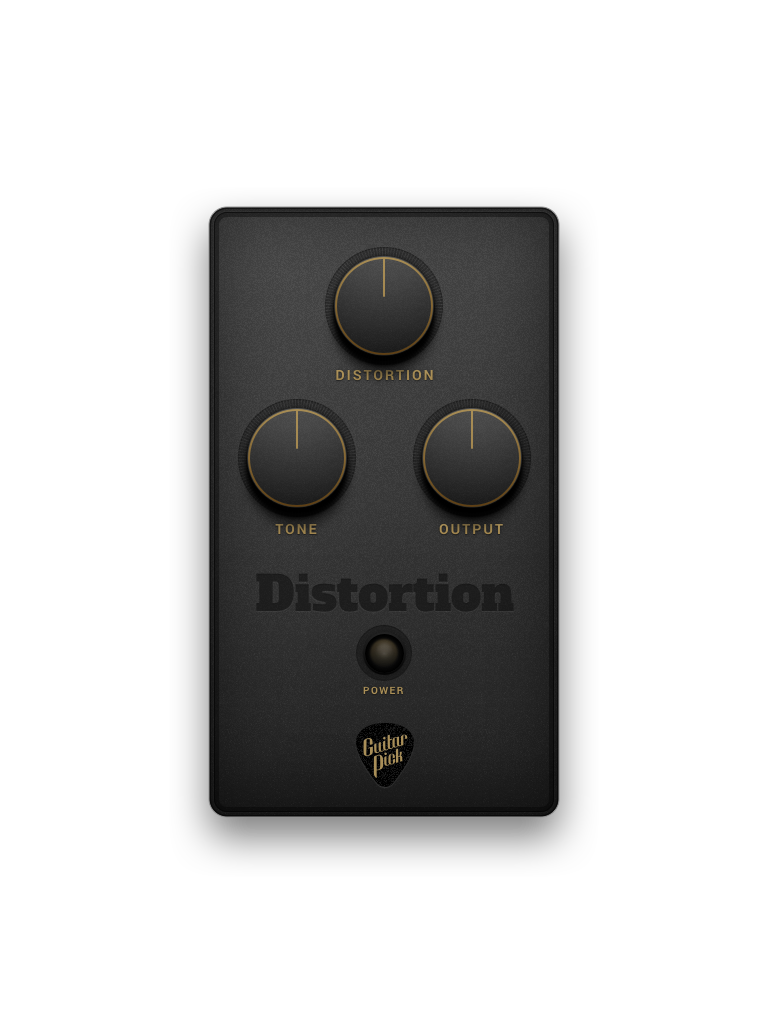 DISTORTION
TONE
OUTPUT
Distortion
POWER
Guitar
Pick